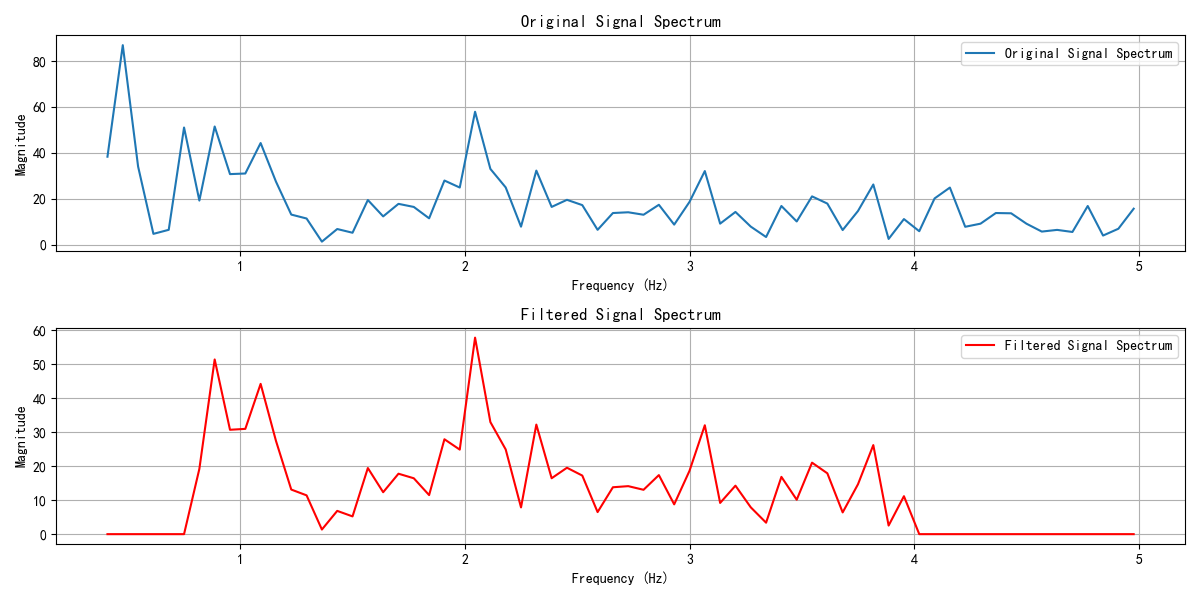 Original Signal Spectrum
Original Signal Spectrum
80
60
40
20
0
Magnitude
1 2 3 4 5
Frequency (Hz)
Filtered Signal Spectrum
Filtered Signal Spectrum
60
50
40
30
20
10
0
Magnitude
1 2 3 4 5
Frequency (Hz)